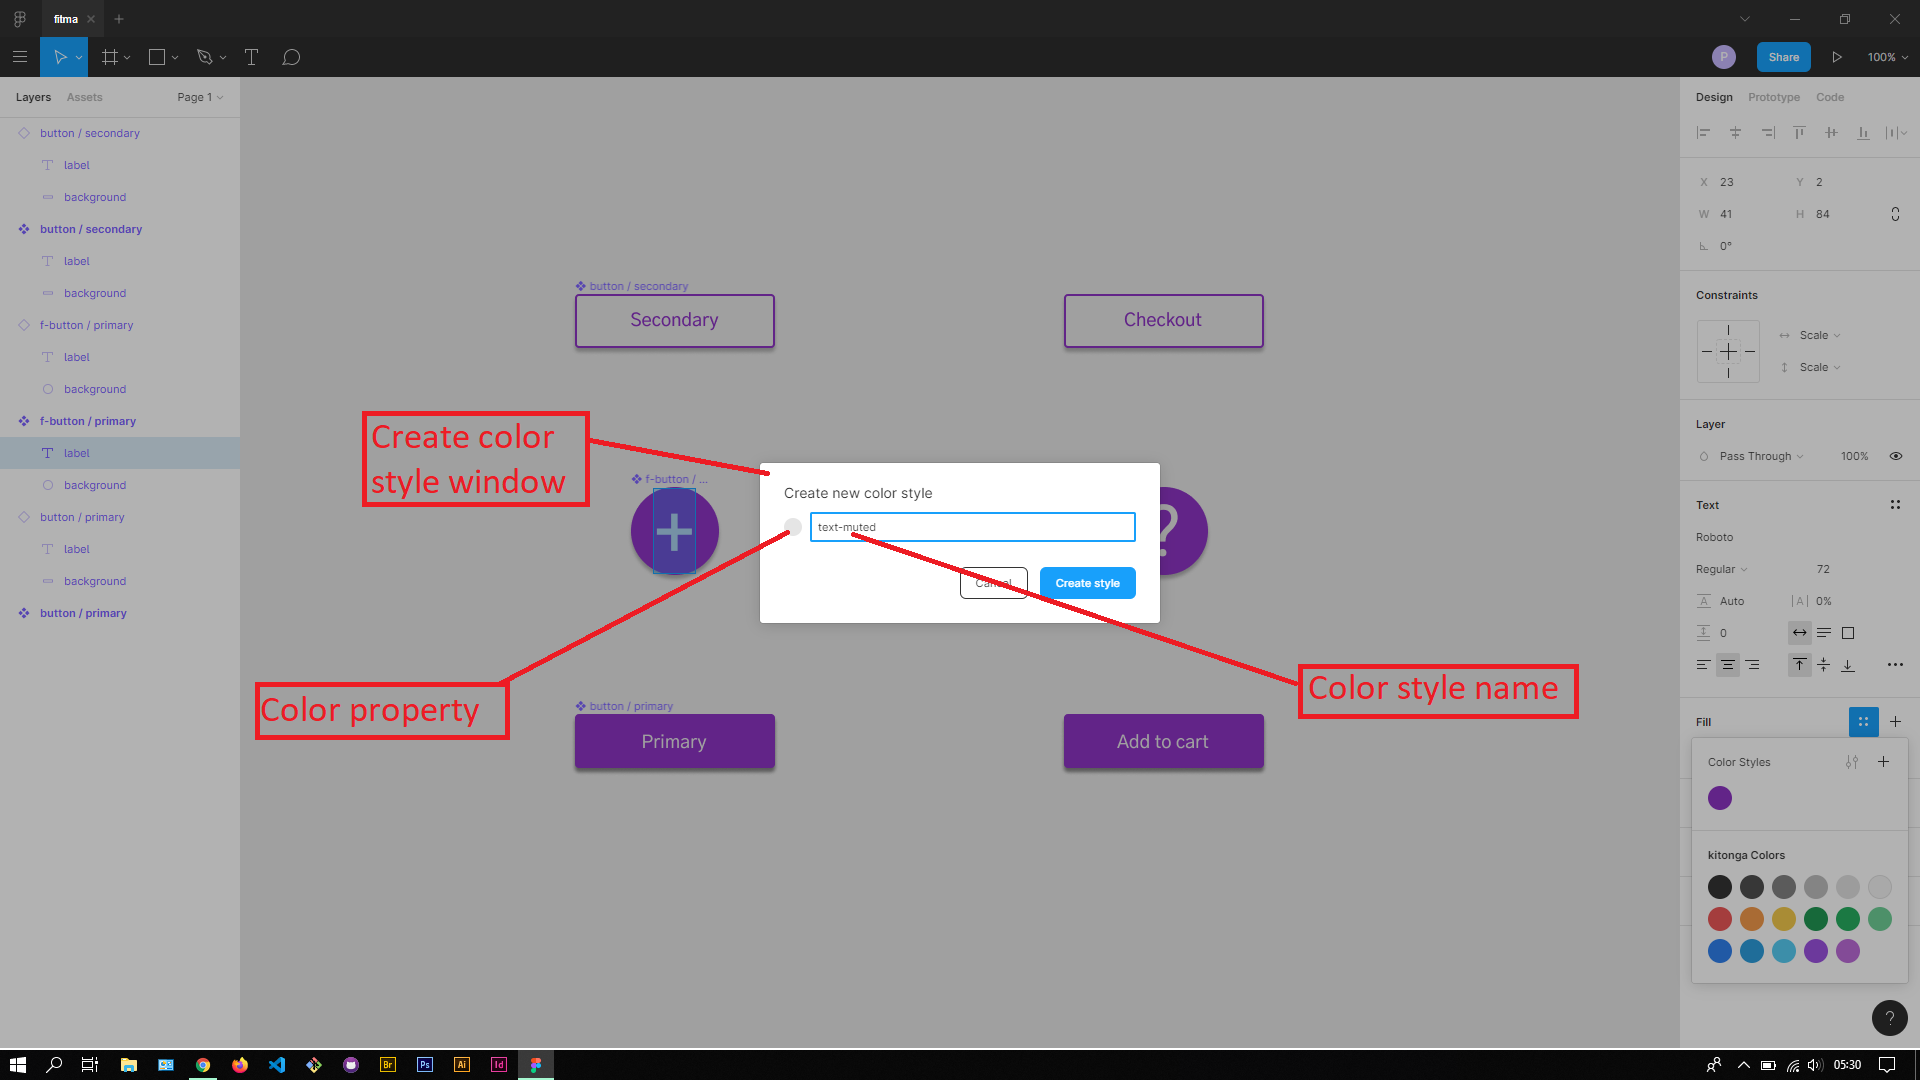 fitma
P
Share
100%
Layers
Assets
Page 1
button / secondary
label
background
button / secondary
label
background
f-button / primary
label
background
f-button / primary
label
background
button / primary
label
background
button / primary
button / secondary
Secondary
Checkout
Create color
style window
f-button / ...
?
Create new color style
text-muted
Cancel
Create style
Color property
Color style name
button / primary
Primary
Add to cart
Design
Prototype
Code
X 23
Y 2
W 41
H 84
0°
Constraints
Scale
Scale
Layer
Pass Through
100%
Text
Roboto
Regular
72
A Auto
|A| 0%
0
Fill
Color Styles
kitonga Colors
?
Br
Ps
Ai
Id
05:30